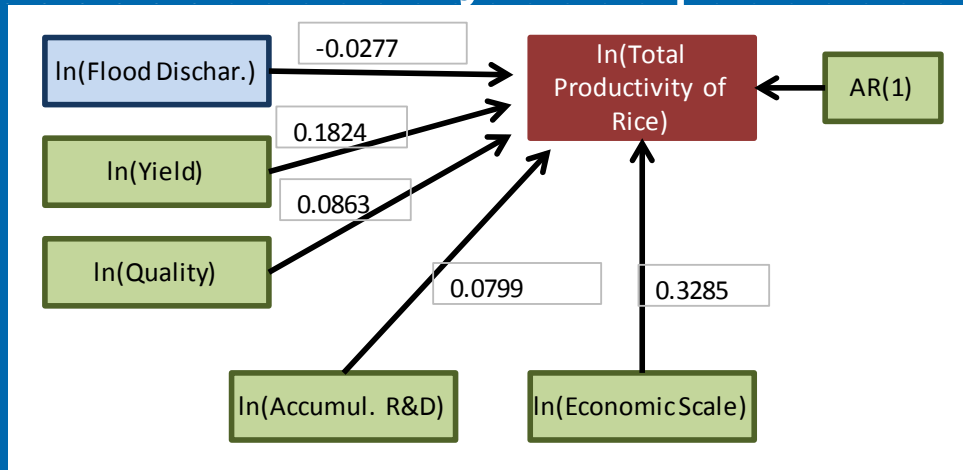 ln(Flood Dischar.)
-0.0277
ln(Total
Productivity of
Rice)
AR(1)
0.1824
ln(Yield)
0.0863
ln(Quality)
0.0799
0.3285
ln(Accumul. R&D)
ln(Economic Scale)